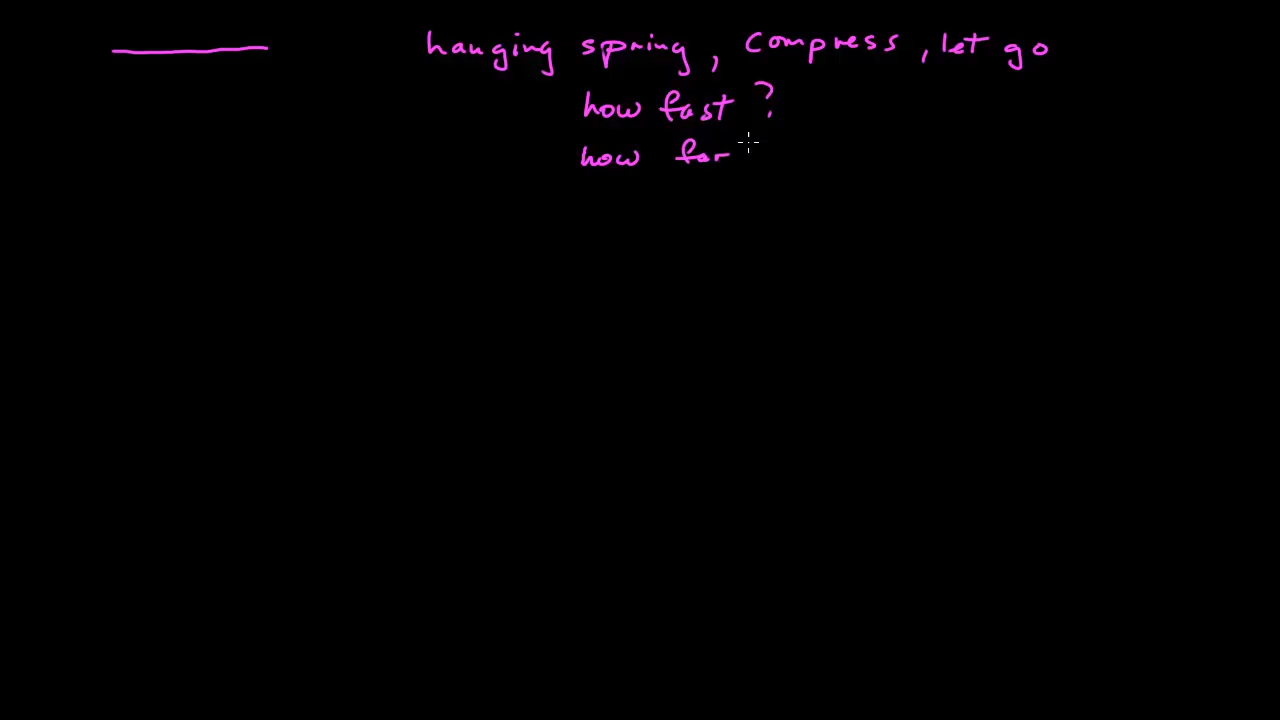 hanging spring, compress, let go
how fast?
how far